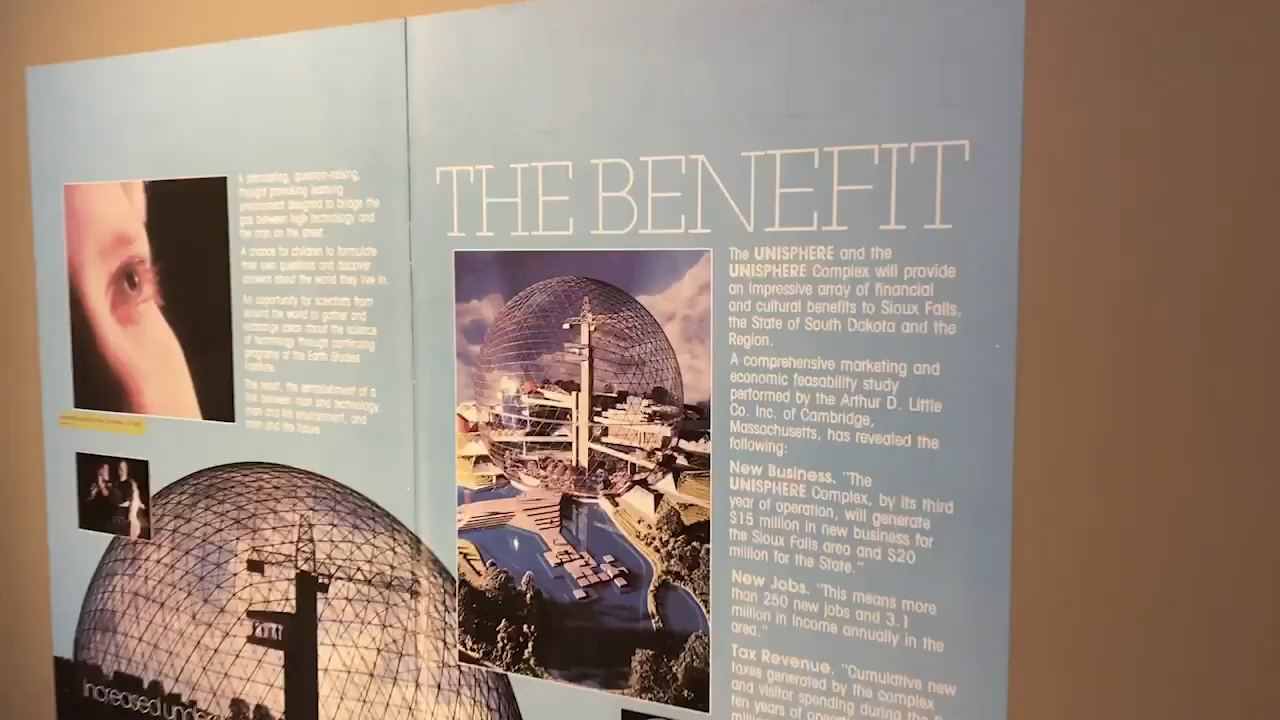 A stimulating, question-raising,
thought provoking learning
environment designed to bridge the
gap between high technology and
the man on the street.
A chance for children to formulate
their own questions and discover
answers about the world they live in.
An opportunity for scientists from
around the world to gather and
exchange ideas about the science
of technology through continuing
programs of the Earth Studies
Institute.
The result, the establishment of a
link between man and technology,
man and his environment, and
man and the future.
Increased unde
THE BENEFIT
The UNISPHERE and the
UNISPHERE Complex will provide
an impressive array of financial
and cultural benefits to Sioux Falls,
the State of South Dakota and the
Region.
A comprehensive marketing and
economic feasability study
performed by the Arthur D. Little
Co. Inc. of Cambridge,
Massachusetts, has revealed the
following:
New Business. "The
UNISPHERE Complex, by its third
year of operation, will generate
$15 million in new business for
the Sioux Falls area and $20
million for the State."
New Jobs. "This means more
than 250 new jobs and 3.1
million in income annually in the
area."
Tax Revenue. "Cumulative new
taxes generated by the complex
and visitor spending during the
ten years of operat